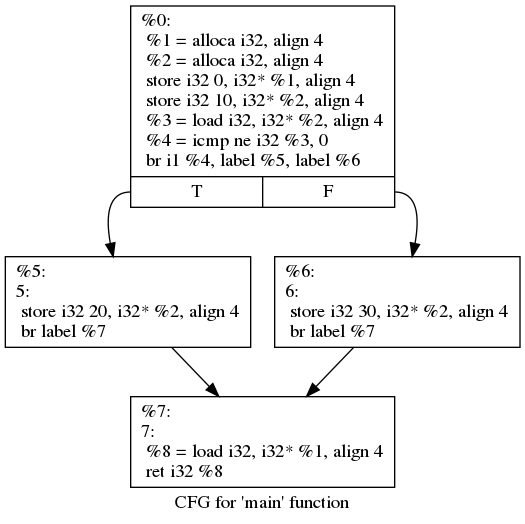 %0:
%1 = alloca i32, align 4
%2 = alloca i32, align 4
store i32 0, i32* %1, align 4
store i32 10, i32* %2, align 4
%3 = load i32, i32* %2, align 4
%4 = icmp ne i32 %3, 0
br i1 %4, label %5, label %6
T F
%5:
5:
store i32 20, i32* %2, align 4
br label %7
%6:
6:
store i32 30, i32* %2, align 4
br label %7
%7:
7:
%8 = load i32, i32* %1, align 4
ret i32 %8
CFG for 'main' function